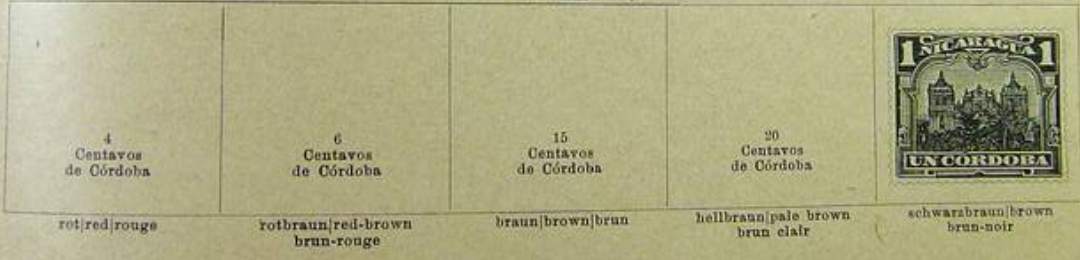 4
Centavos
de Córdoba
6
Centavos
de Córdoba
15
Centavos
de Córdoba
20
Centavos
de Córdoba
1 NICARAGUA 1
UN CORDOBA
rot|red|rouge
rotbraun|red-brown
brun-rouge
braun|brown|brun
hellbraun|pale brown
brun clair
schwarzbraun|brown
brun-noir